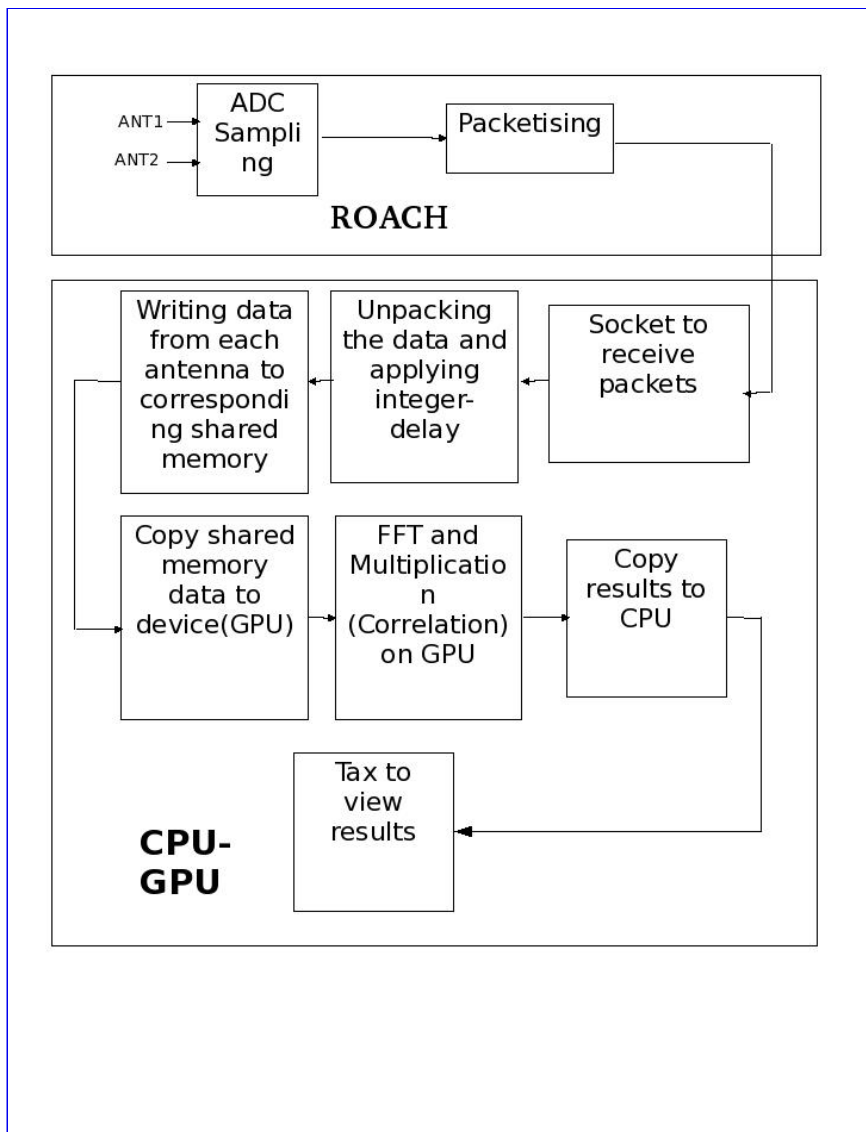 ADC
Sampli
ng
ANT1
ANT2
Packetising
ROACH
Writing data
from each
antenna to
correspondi
ng shared
memory
Unpacking
the data and
applying
integer-
delay
Socket to
receive
packets
Copy shared
memory
data to
device(GPU)
FFT and
Multiplicatio
n
(Correlation)
on GPU
Copy
results to
CPU
Tax to
view
results
CPU-
GPU